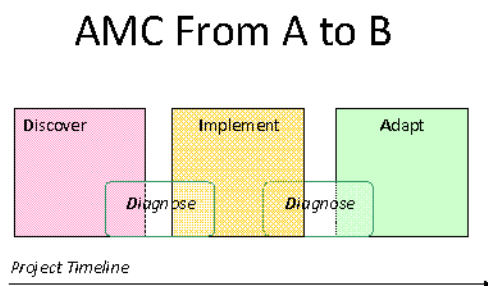 AMC From A to B
Discover
Implement
Adapt
Diagnose
Diagnose
Project Timeline